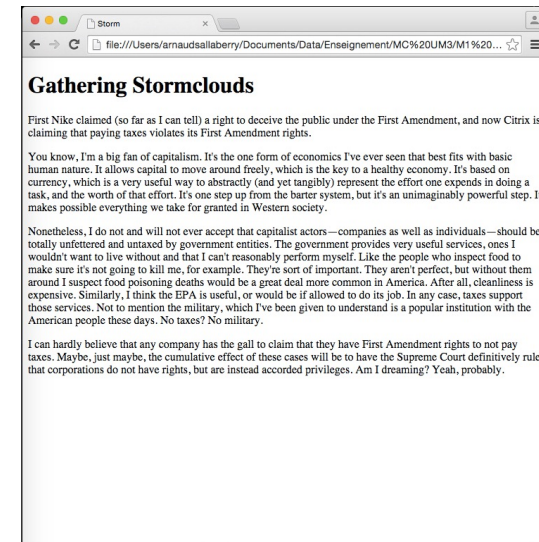 Storm
file:///Users/arnaudsallaberry/Documents/Data/Enseignement/MC%20UM3/M1%20...
Gathering Stormclouds
First Nike claimed (so far as I can tell) a right to deceive the public under the First Amendment, and now Citrix is
claiming that paying taxes violates its First Amendment rights.
You know, I'm a big fan of capitalism. It's the one form of economics I've ever seen that best fits with basic
human nature. It allows capital to move around freely, which is the key to a healthy economy. It's based on
currency, which is a very useful way to abstractly (and yet tangibly) represent the effort one expends in doing a
task, and the worth of that effort. It's one step up from the barter system, but it's an unimaginably powerful step. I
makes possible everything we take for granted in Western society.
Nonetheless, I do not and will not ever accept that capitalist actors—companies as well as individuals—should be
totally unfettered and untaxed by government entities. The government provides very useful services, ones I
wouldn't want to live without and that I can't reasonably perform myself. Like the people who inspect food to
make sure it's not going to kill me, for example. They're sort of important. They aren't perfect, but without them
around I suspect food poisoning deaths would be a great deal more common in America. After all, cleanliness is
expensive. Similarly, I think the EPA is useful, or would be if allowed to do its job. In any case, taxes support
those services. Not to mention the military, which I've been given to understand is a popular institution with the
American people these days. No taxes? No military.
I can hardly believe that any company has the gall to claim that they have First Amendment rights to not pay
taxes. Maybe, just maybe, the cumulative effect of these cases will be to have the Supreme Court definitively rule
that corporations do not have rights, but are instead accorded privileges. Am I dreaming? Yeah, probably.